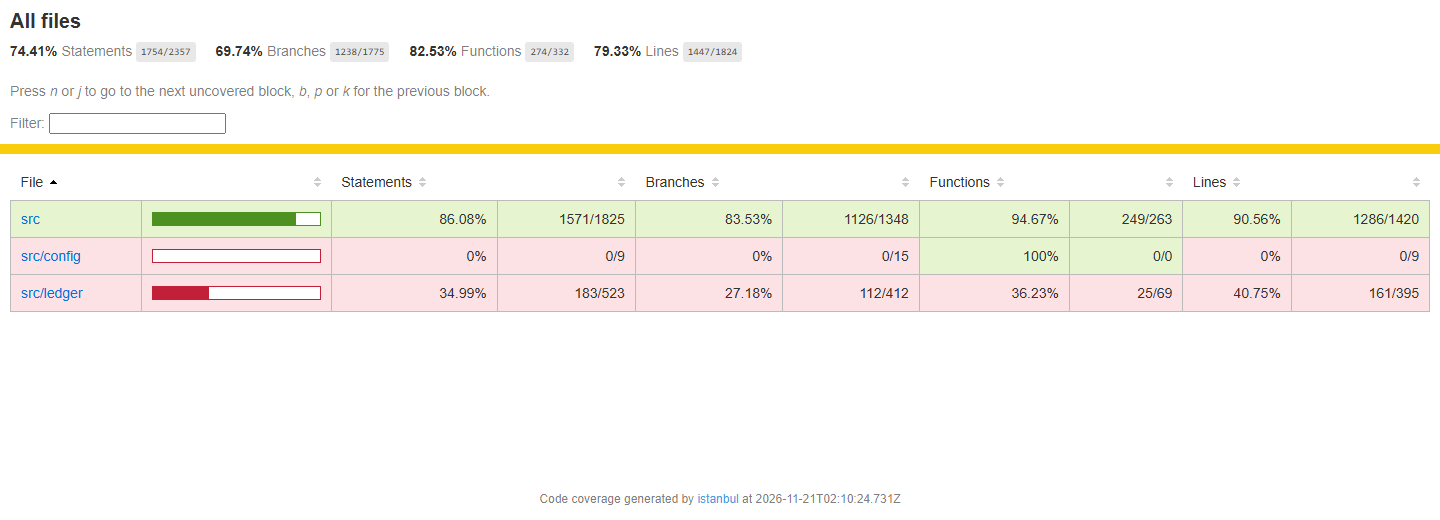 All files
74.41% Statements 1754/2357 69.74% Branches 1238/1775 82.53% Functions 274/332 79.33% Lines 1447/1824
Press n or j to go to the next uncovered block, b, p or k for the previous block.
Filter:
File Statements Branches Functions Lines
src 86.08% 1571/1825 83.53% 1126/1348 94.67% 249/263 90.56% 1286/1420
src/config 0% 0/9 0% 0/15 100% 0/0 0% 0/9
src/ledger 34.99% 183/523 27.18% 112/412 36.23% 25/69 40.75% 161/395
Code coverage generated by istanbul at 2026-11-21T02:10:24.731Z